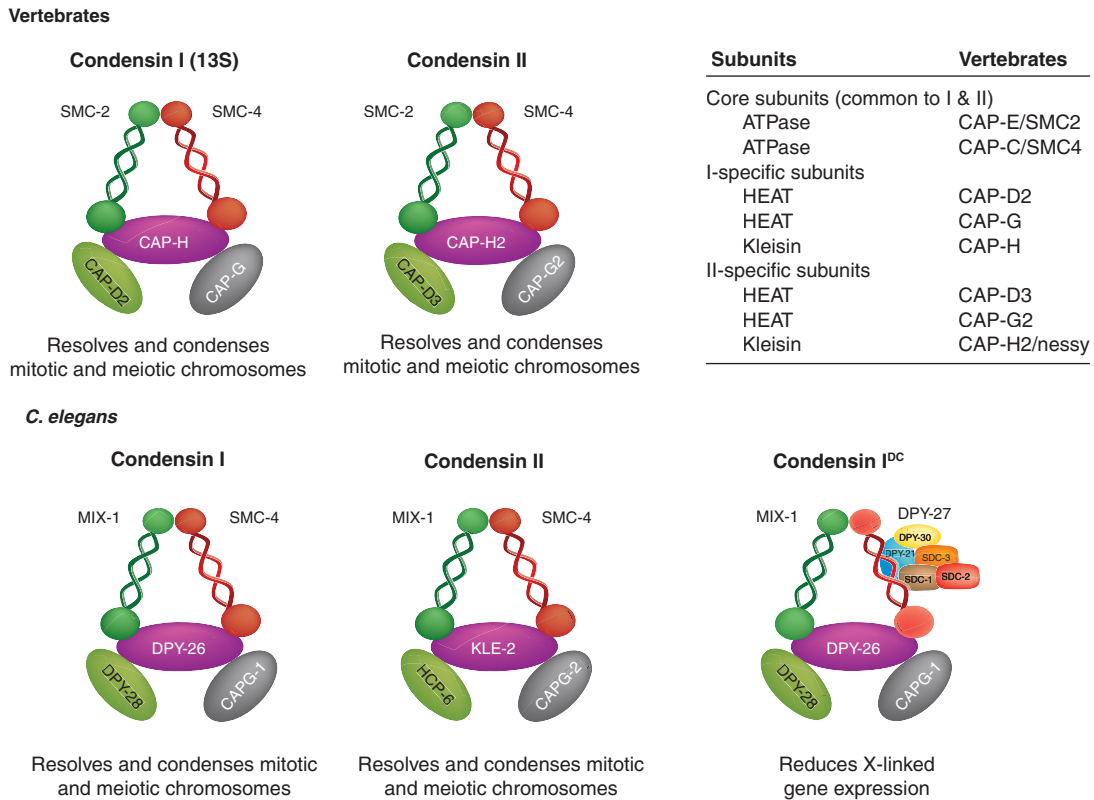 Vertebrates
Condensin I (13S)
SMC-2
SMC-4
CAP-H
CAP-D2
CAP-G
Resolves and condenses
mitotic and meiotic chromosomes
Condensin II
SMC-2
SMC-4
CAP-H2
CAP-D3
CAP-G2
Resolves and condenses
mitotic and meiotic chromosomes
Subunits Vertebrates
Core subunits (common to I & II)
ATPase CAP-E/SMC2
ATPase CAP-C/SMC4
I-specific subunits
HEAT CAP-D2
HEAT CAP-G
Kleisin CAP-H
II-specific subunits
HEAT CAP-D3
HEAT CAP-G2
Kleisin CAP-H2/nessy
C. elegans
Condensin I
MIX-1
SMC-4
DPY-26
DPY-28
CAPG-1
Resolves and condenses mitotic
and meiotic chromosomes
Condensin II
MIX-1
SMC-4
KLE-2
HCP-6
CAPG-2
Resolves and condenses mitotic
and meiotic chromosomes
Condensin Iᴰᶜ
MIX-1
DPY-27
DPY-30
DPY-21
SDC-3
SDC-1
SDC-2
DPY-26
DPY-28
CAPG-1
Reduces X-linked
gene expression